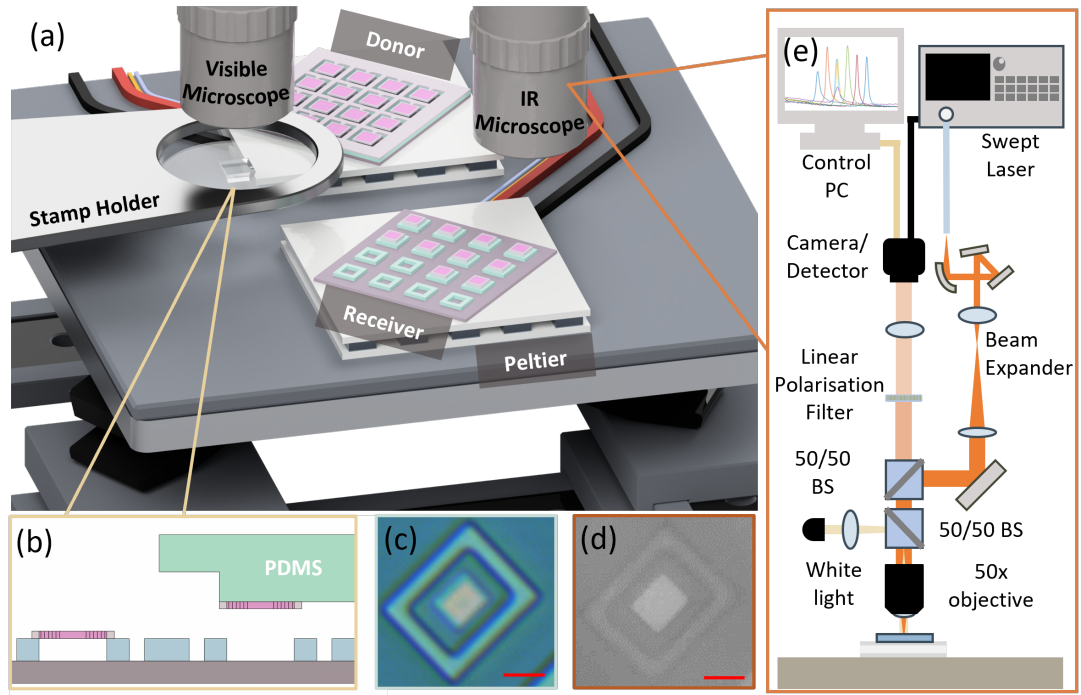 (a)
Donor
Visible
Microscope
IR
Microscope
Stamp Holder
Receiver
Peltier
(b)
PDMS
(c)
(d)
(e)
Control
PC
Swept
Laser
Camera/
Detector
Beam
Expander
Linear
Polarisation
Filter
50/50
BS
50/50 BS
White
light
50x
objective